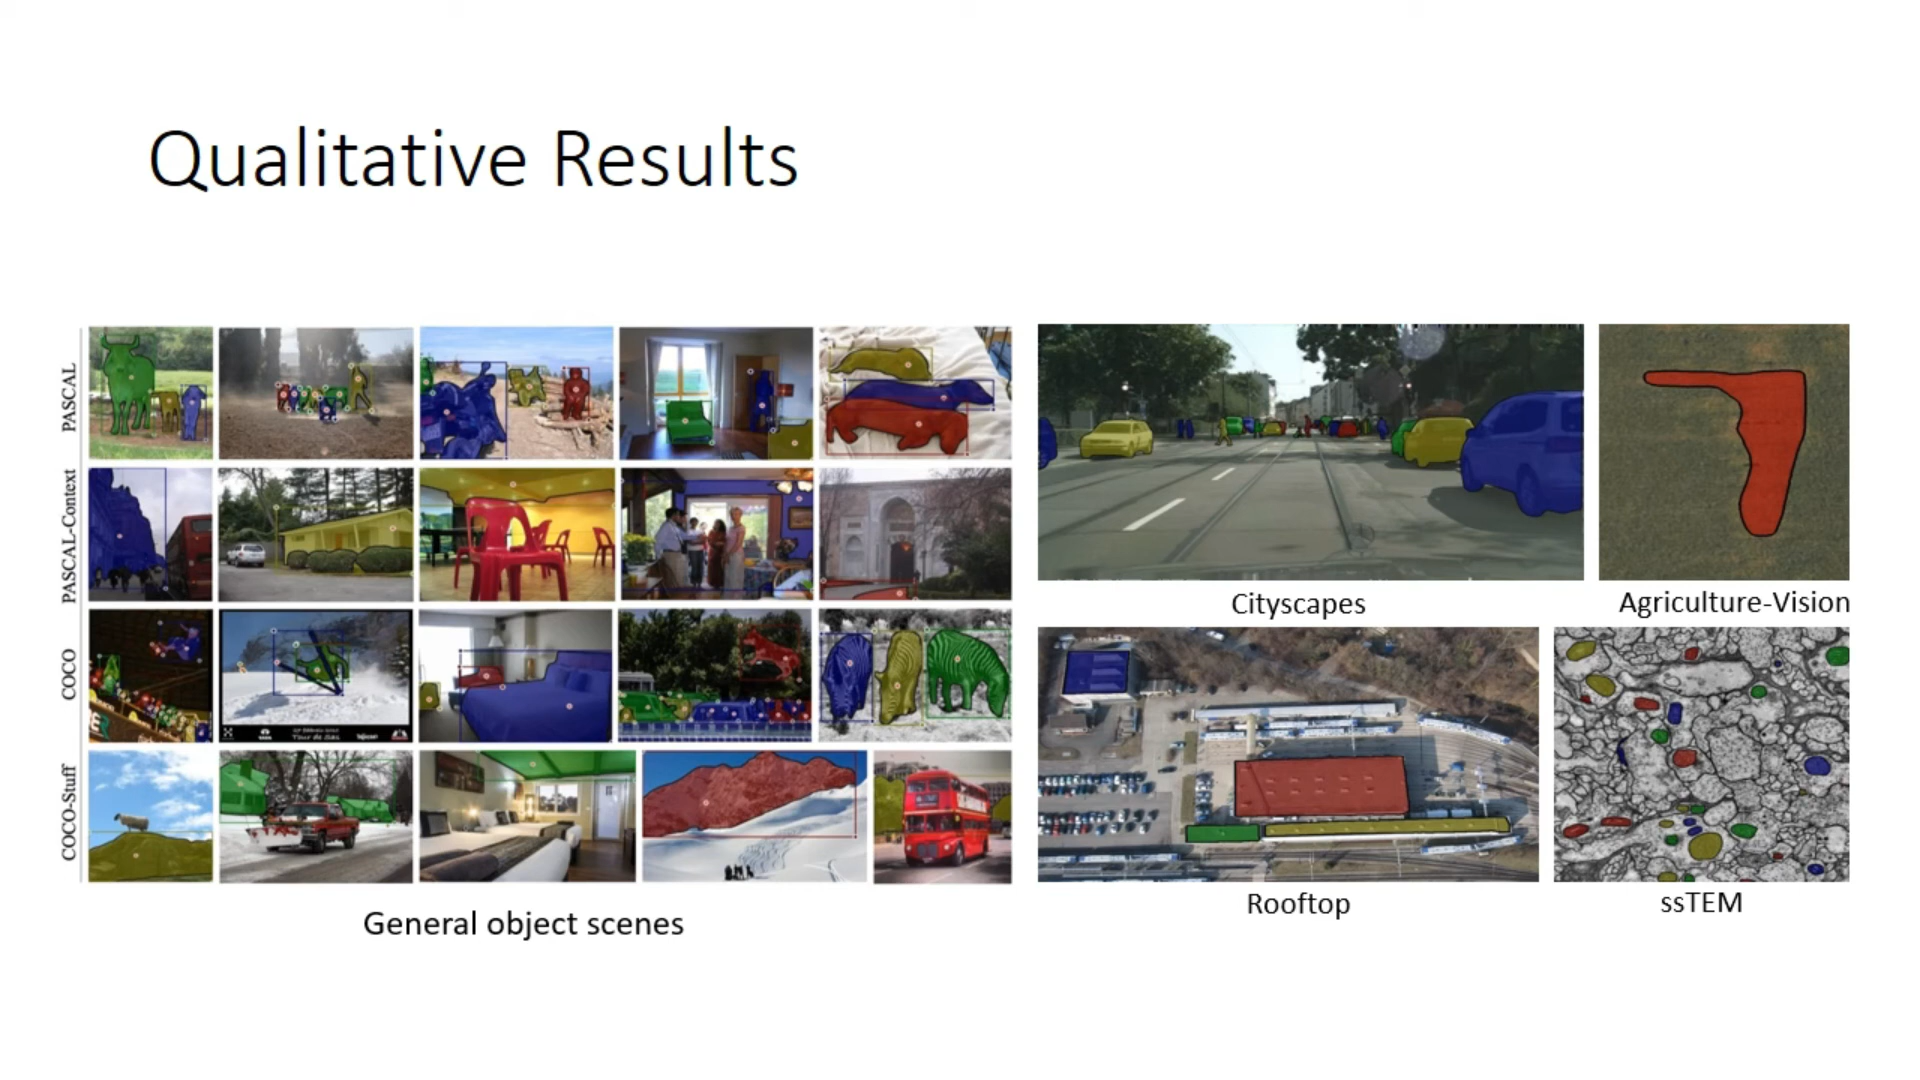 Qualitative Results
PASCAL
PASCAL-Context
COCO
COCO-Stuff
General object scenes
Cityscapes
Agriculture-Vision
Rooftop
ssTEM